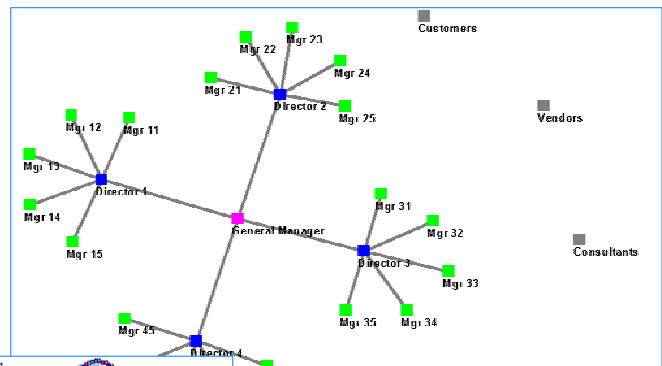 Customers
Mgr 23
Mgr 22
Mgr 24
Mgr 21
Director 2
Mgr 25
Vendors
Mgr 12
Mgr 11
Mgr 13
Director 1
Mgr 14
Mgr 31
General Manager
Mgr 32
Mgr 15
Consultants
Director 3
Mgr 33
Mgr 35
Mgr 34
Mgr 45
Director 4